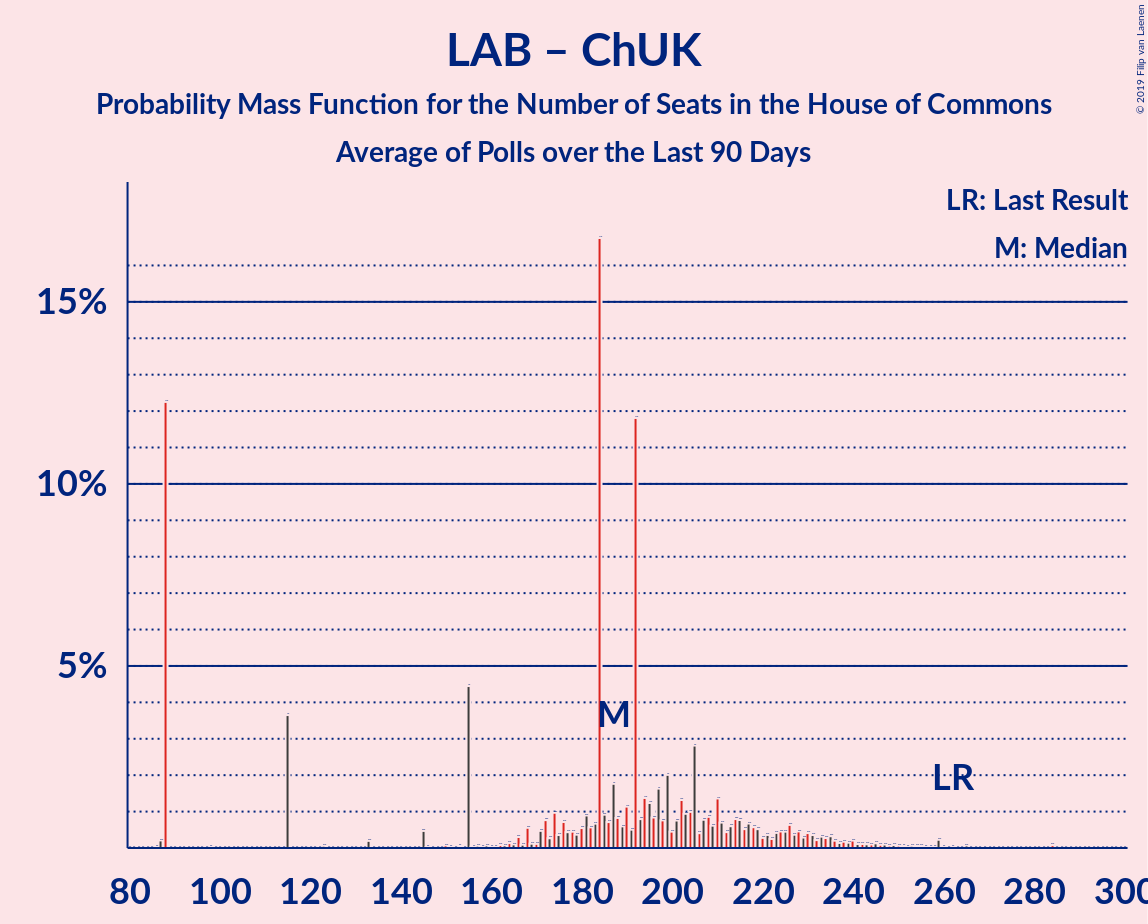 LAB – ChUK
Probability Mass Function for the Number of Seats in the House of Commons
Average of Polls over the Last 90 Days
© 2019 Filip van Laenen
LR: Last Result
M: Median
15%
10%
5%
M
LR
80 100 120 140 160 180 200 220 240 260 280 300